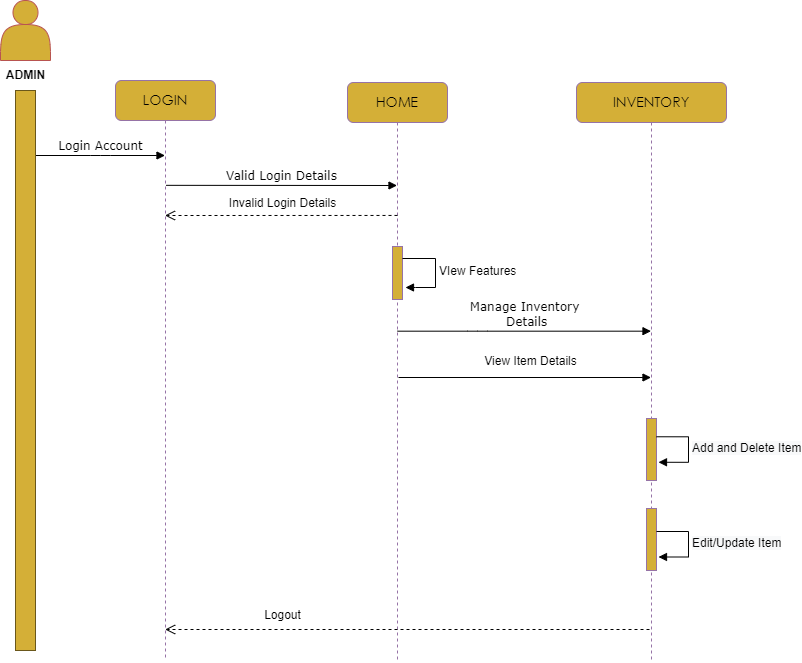 ADMIN
LOGIN
HOME
INVENTORY
Login Account
Valid Login Details
Invalid Login Details
VIew Features
Manage Inventory
Details
View Item Details
Add and Delete Item
Edit/Update Item
Logout